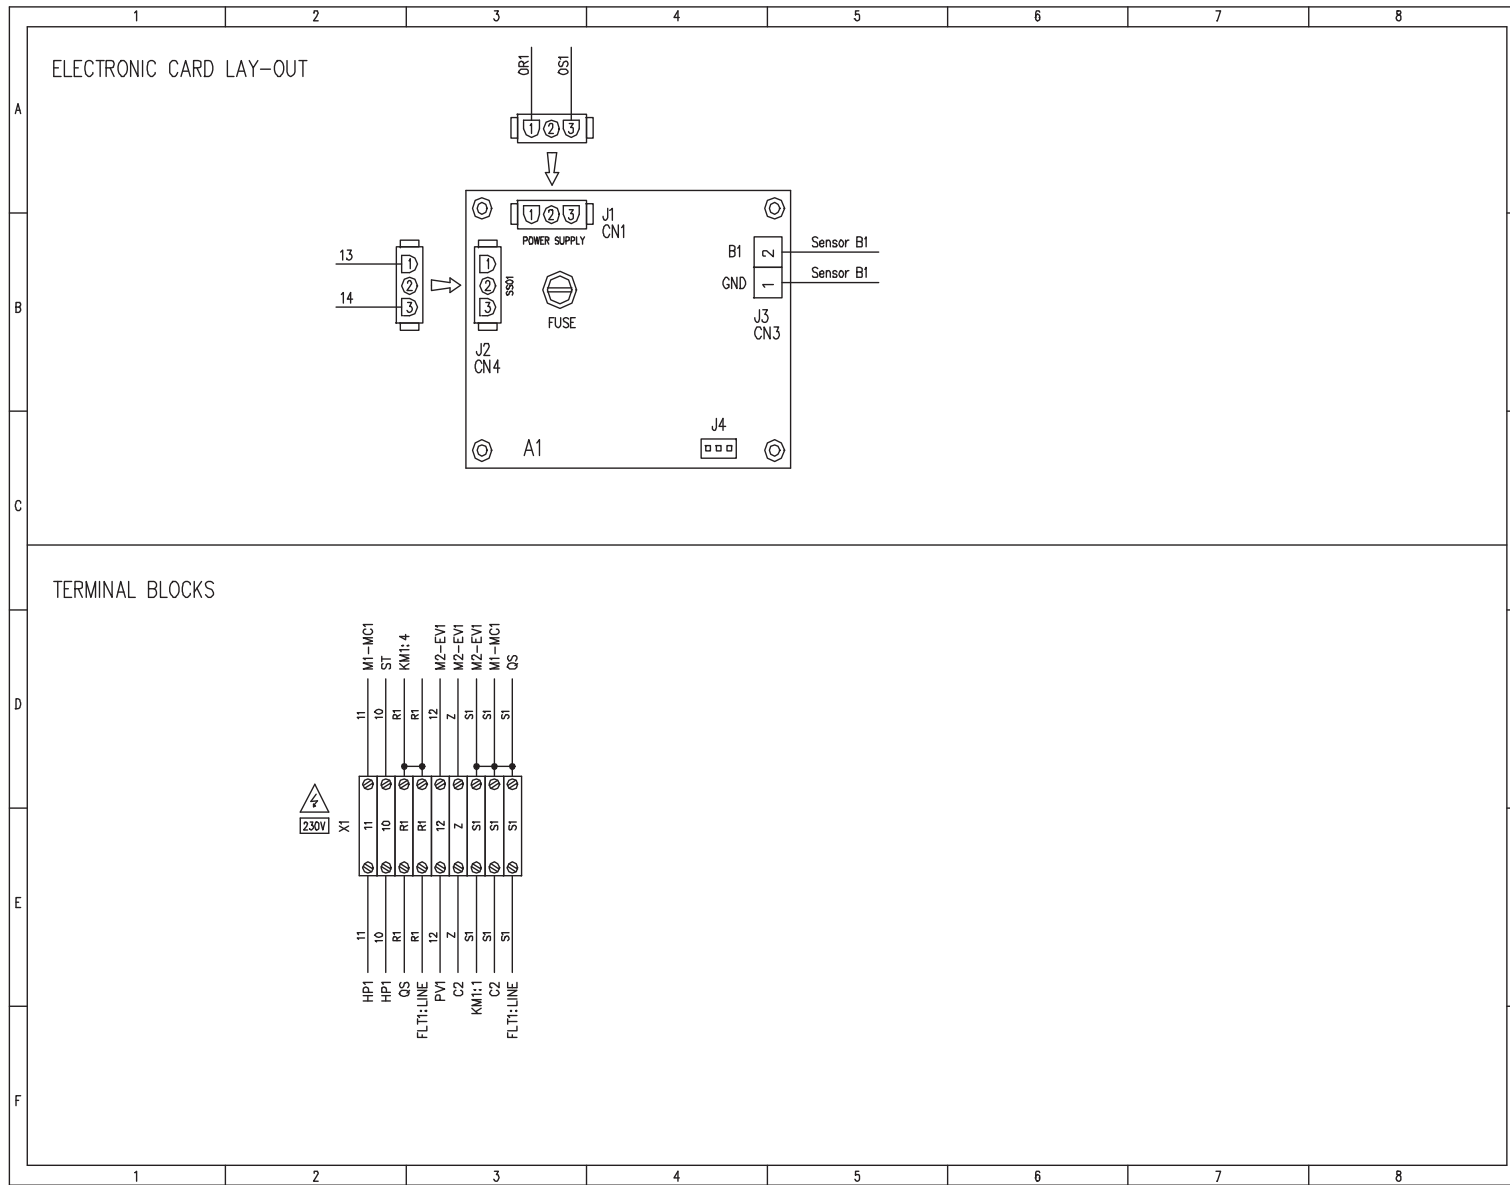 1 2 3 4 5 6 7 8
ELECTRONIC CARD LAY-OUT
OR1 OS1
A
1 2 3
1 2 3
J1
CN1
POWER SUPPLY
13
14
1
2
3
1
2
3
SSO1
J2
CN4
FUSE
B1 2 Sensor B1
GND 1 Sensor B1
J3
CN3
B
J4
A1
C
TERMINAL BLOCKS
M1-MC1 ST KM1:4 M2-EV1 M2-EV1 M2-EV1 M1-MC1 QS
D
11 10 R1 R1 12 Z S1 S1 S1
230V X1 11 10 R1 R1 12 Z S1 S1 S1
E
11 10 R1 R1 12 Z S1 S1 S1
HP1 HP1 QS FLT1:LINE PV1 C2 KM1:1 C2 FLT1:LINE
F
1 2 3 4 5 6 7 8